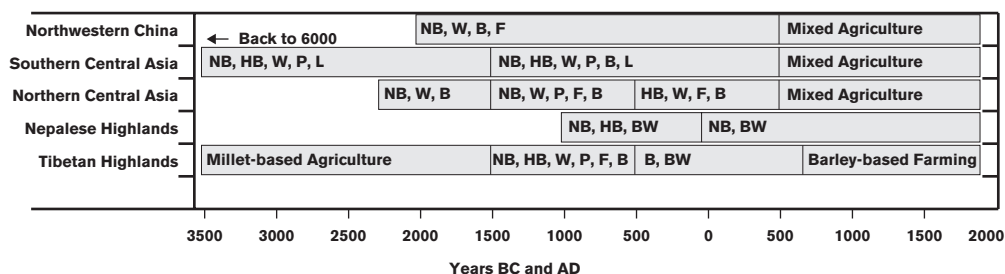 Northwestern China NB, W, B, F Mixed Agriculture
← Back to 6000
Southern Central Asia NB, HB, W, P, L NB, HB, W, P, B, L Mixed Agriculture
Northern Central Asia NB, W, B NB, W, P, F, B HB, W, F, B Mixed Agriculture
Nepalese Highlands NB, HB, BW NB, BW
Tibetan Highlands Millet-based Agriculture NB, HB, W, P, F, B B, BW Barley-based Farming
3500 3000 2500 2000 1500 1000 500 0 500 1000 1500 2000
Years BC and AD